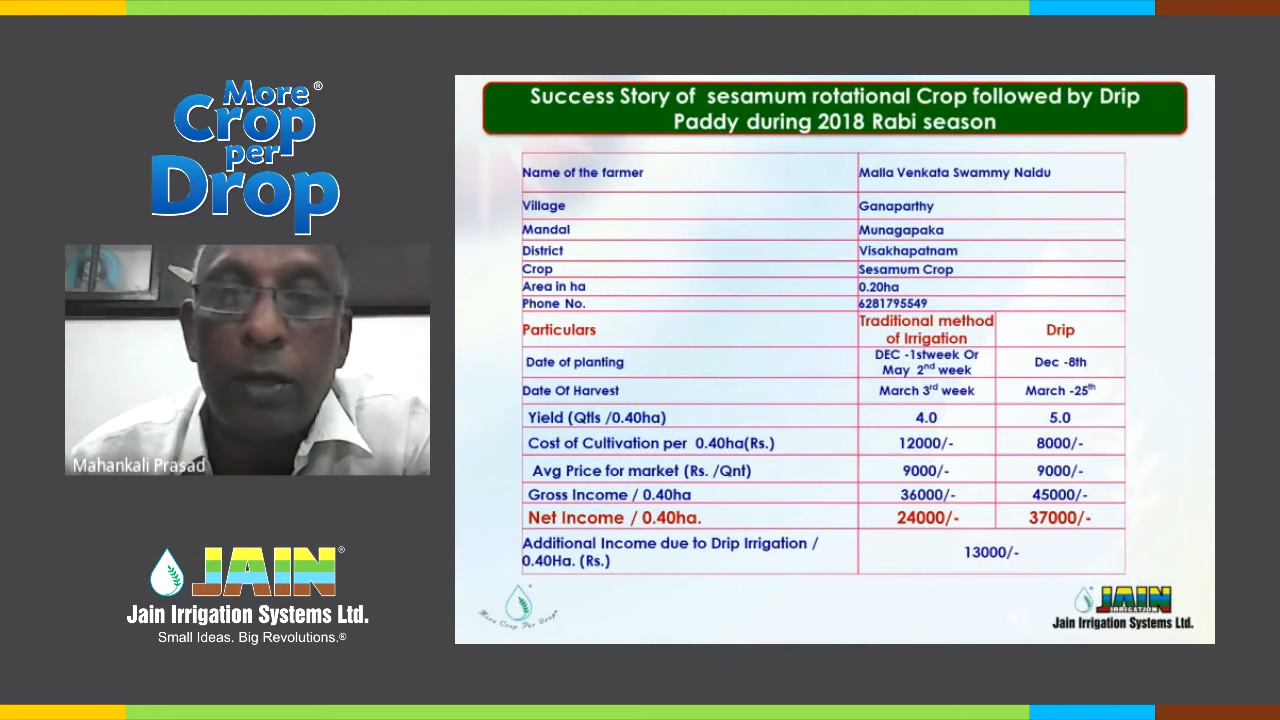 More
Crop
per
Drop®
Mahankali Prasad
JAIN®
Jain Irrigation Systems Ltd.
Small Ideas. Big Revolutions.®
Success Story of sesamum rotational Crop followed by Drip
Paddy during 2018 Rabi season
Name of the farmer Malla Venkata Swammy Naidu
Village Ganaparthy
Mandal Munagapaka
District Visakhapatnam
Crop Sesamum Crop
Area in ha 0.20ha
Phone No. 6281795549
Particulars Traditional method of Irrigation Drip
Date of planting DEC -1stweek Or May 2nd week Dec -8th
Date Of Harvest March 3rd week March -25th
Yield (Qtls /0.40ha) 4.0 5.0
Cost of Cultivation per 0.40ha(Rs.) 12000/- 8000/-
Avg Price for market (Rs. /Qnt) 9000/- 9000/-
Gross Income / 0.40ha 36000/- 45000/-
Net Income / 0.40ha. 24000/- 37000/-
Additional Income due to Drip Irrigation / 0.40Ha. (Rs.) 13000/-
More Crop Per Drop®
JAIN
IRRIGATION
Jain Irrigation Systems Ltd.